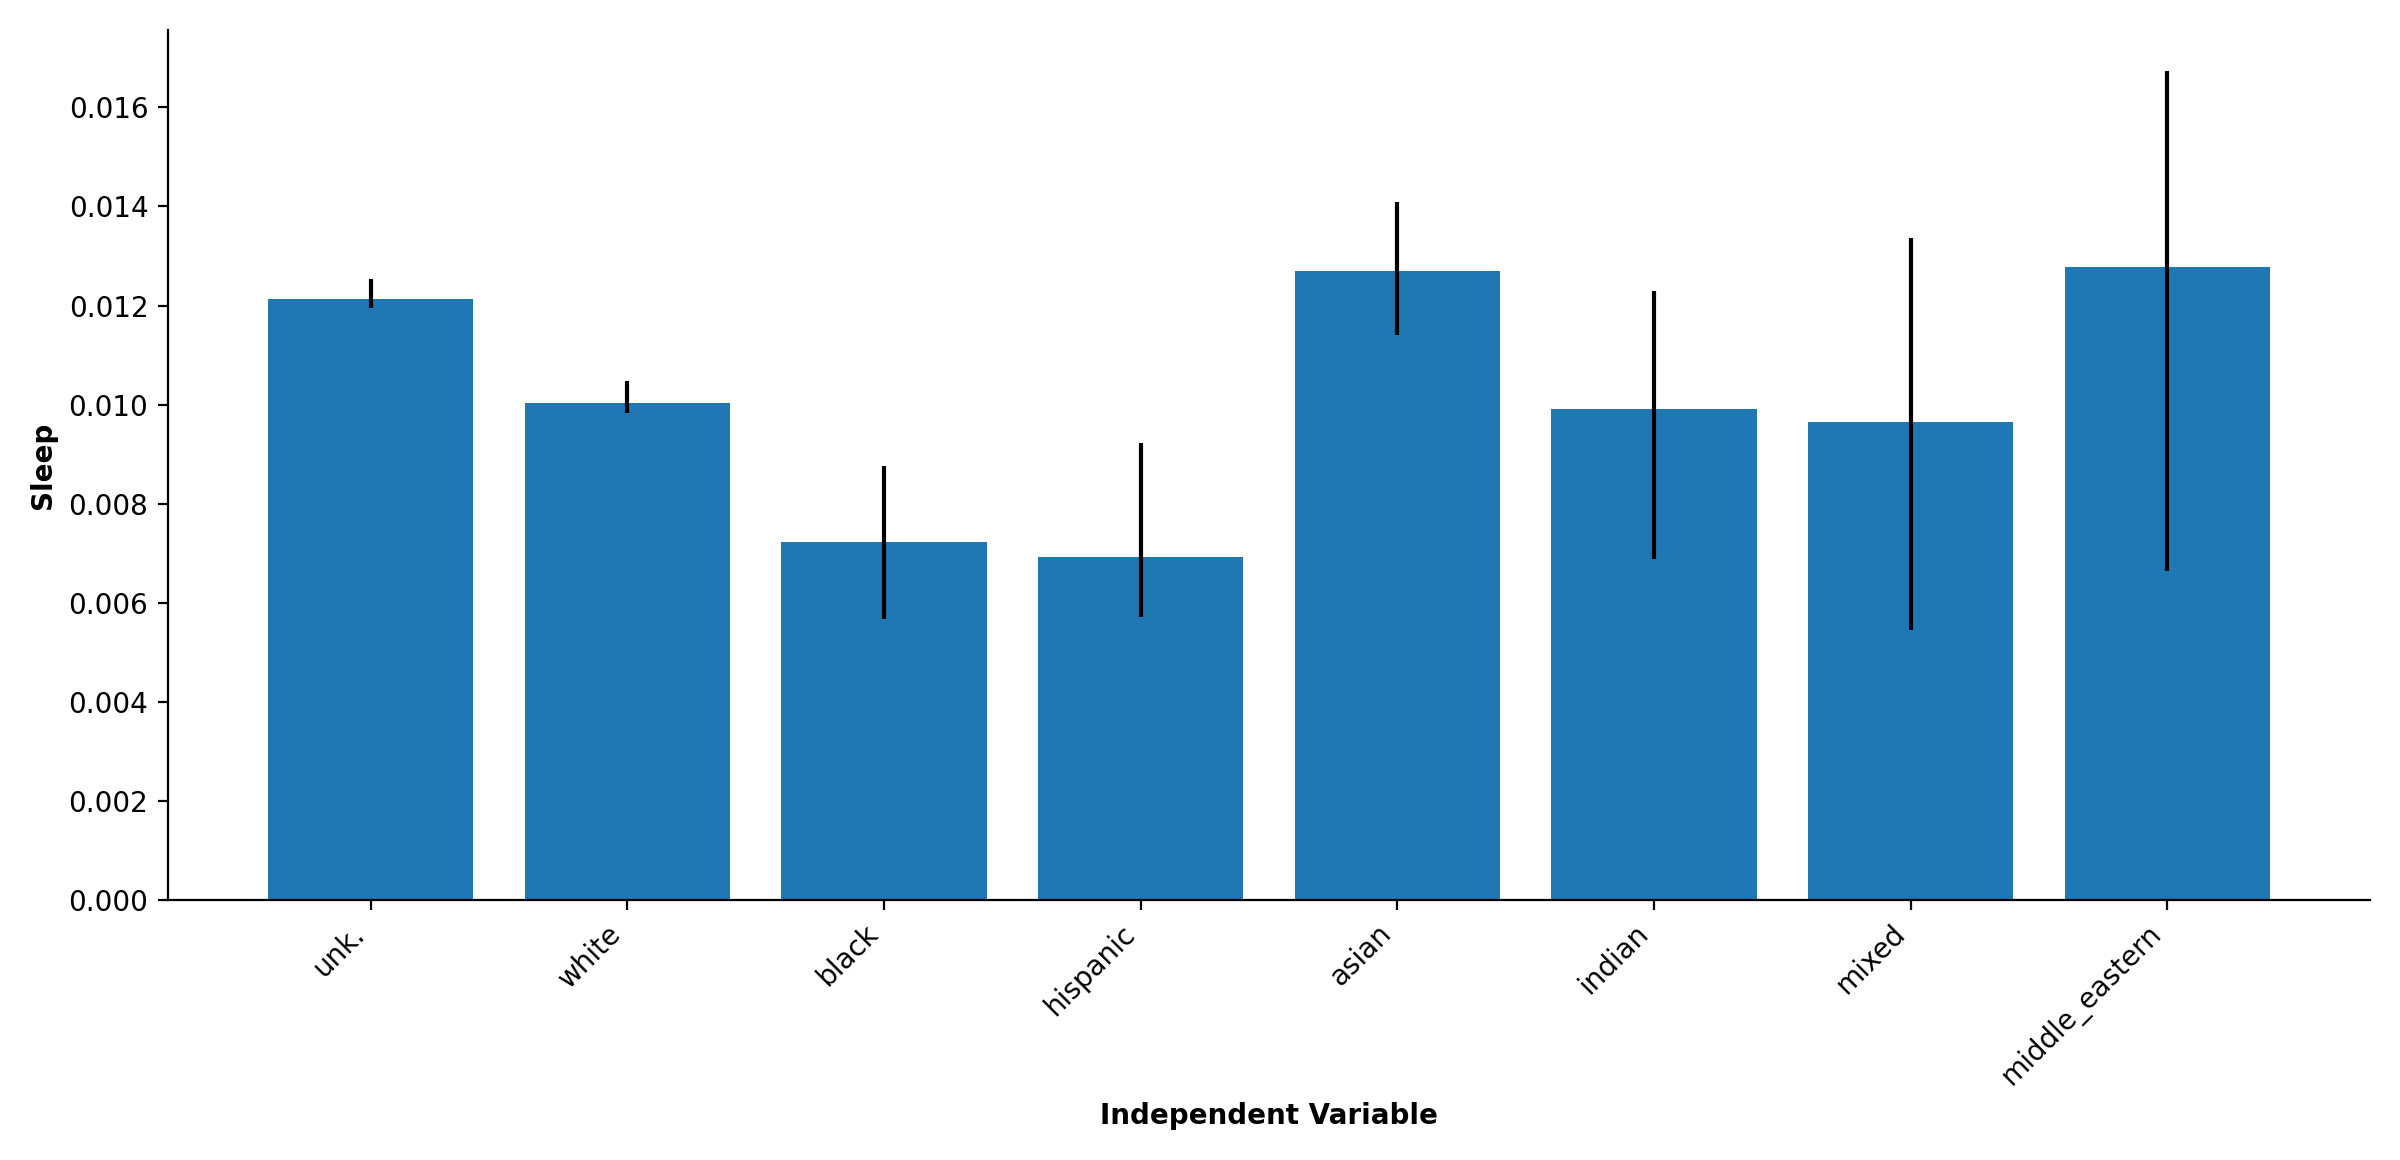 0.016
0.014
0.012
0.010
0.008
0.006
0.004
0.002
0.000
Sleep
unk.
white
black
hispanic
asian
indian
mixed
middle_eastern
Independent Variable